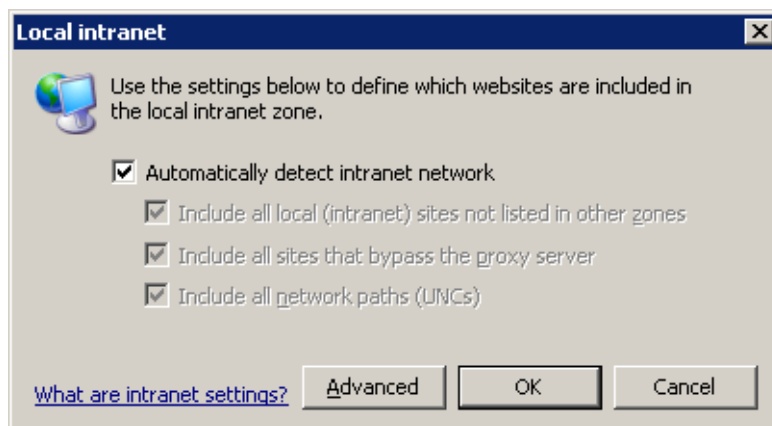 Local intranet
Use the settings below to define which websites are included in
the local intranet zone.
Automatically detect intranet network
Include all local (intranet) sites not listed in other zones
Include all sites that bypass the proxy server
Include all network paths (UNCs)
What are intranet settings?
Advanced
OK
Cancel